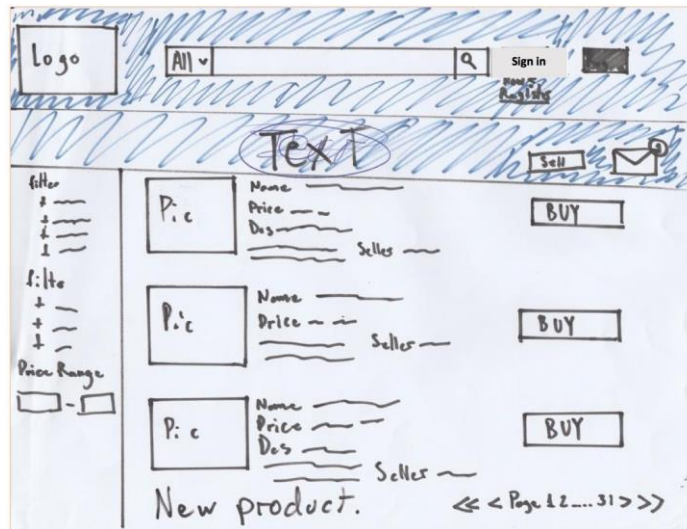 Logo
All
Sign in
Register
Text
Sell
filter
Pic
Name
Price
Des
Seller
BUY
filte
Pic
Name
Price
Seller
BUY
Price Range
-
Pic
Name
Price
Des
Seller
BUY
New product.
<< < Page 1 2 .... 31 > >>